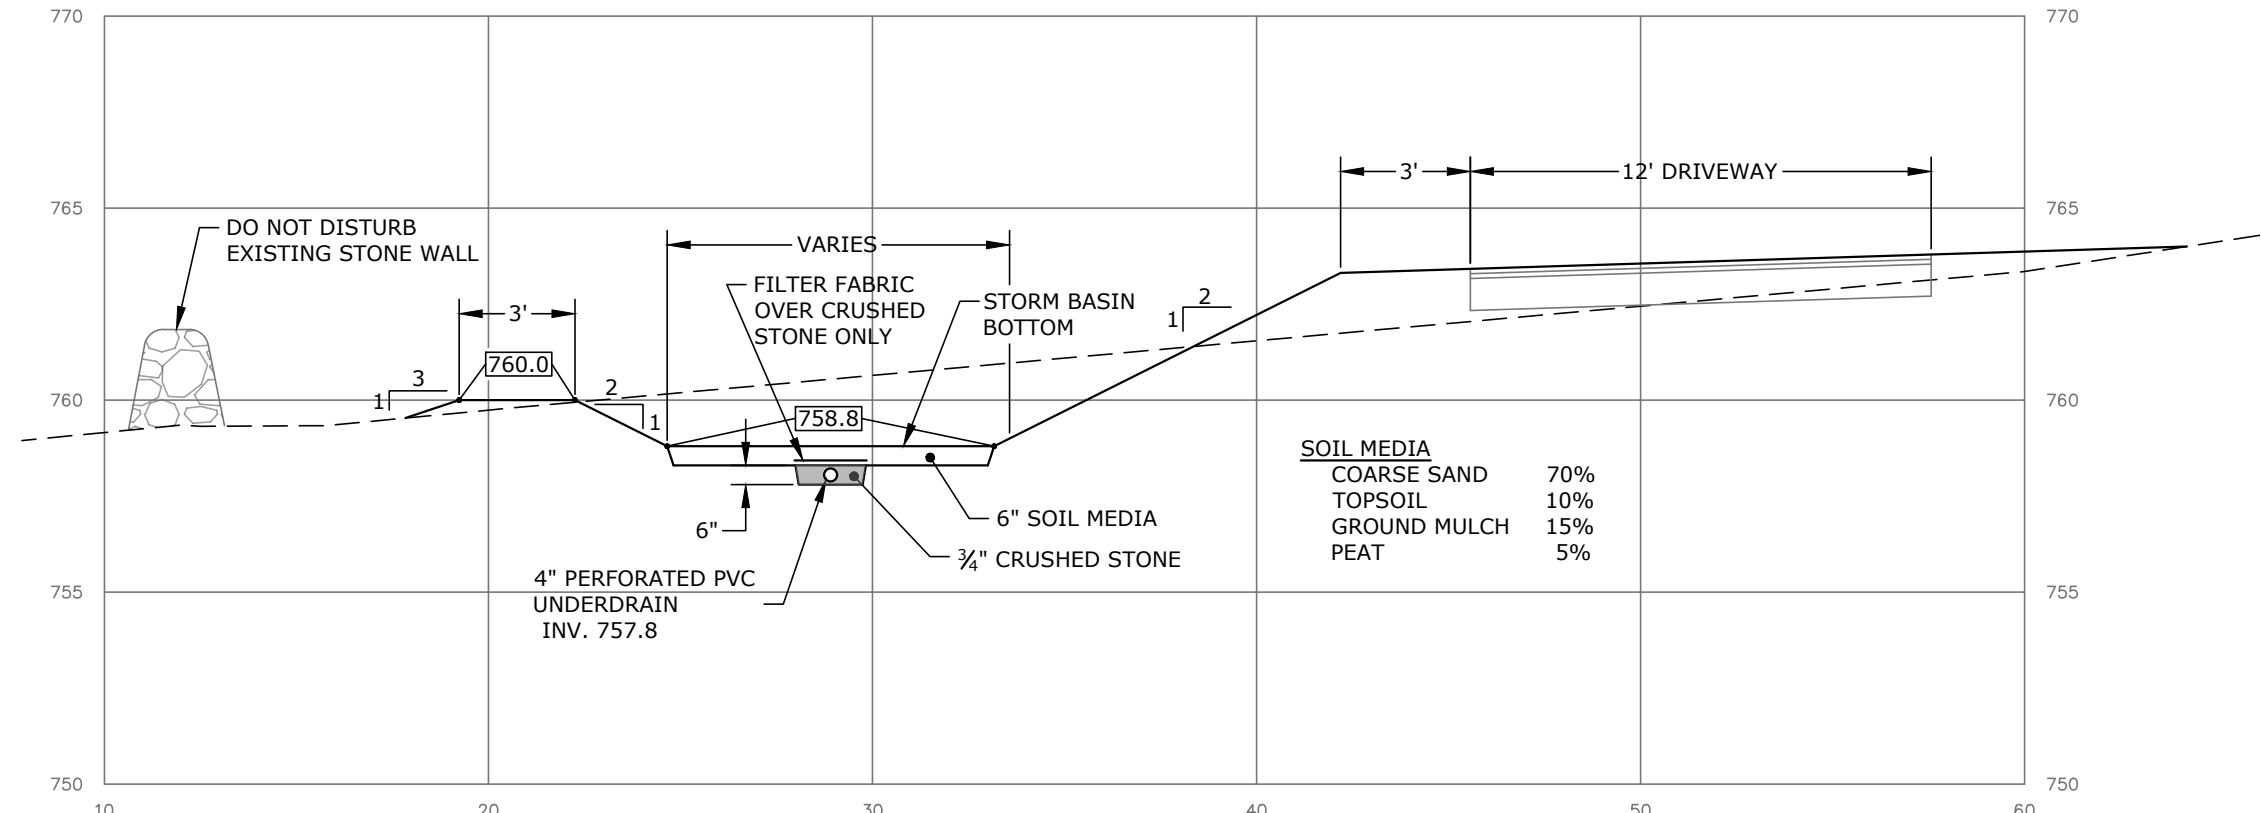 770
770
765
765
DO NOT DISTURB
EXISTING STONE WALL
3'
12' DRIVEWAY
VARIES
FILTER FABRIC
OVER CRUSHED
STONE ONLY
STORM BASIN
BOTTOM
2
1
3'
760.0
3
1
2
1
760
760
758.8
SOIL MEDIA
COARSE SAND 70%
TOPSOIL 10%
GROUND MULCH 15%
PEAT 5%
6"
6" SOIL MEDIA
¾" CRUSHED STONE
4" PERFORATED PVC
UNDERDRAIN
INV. 757.8
755
755
750
750
10 20 30 40 50 60